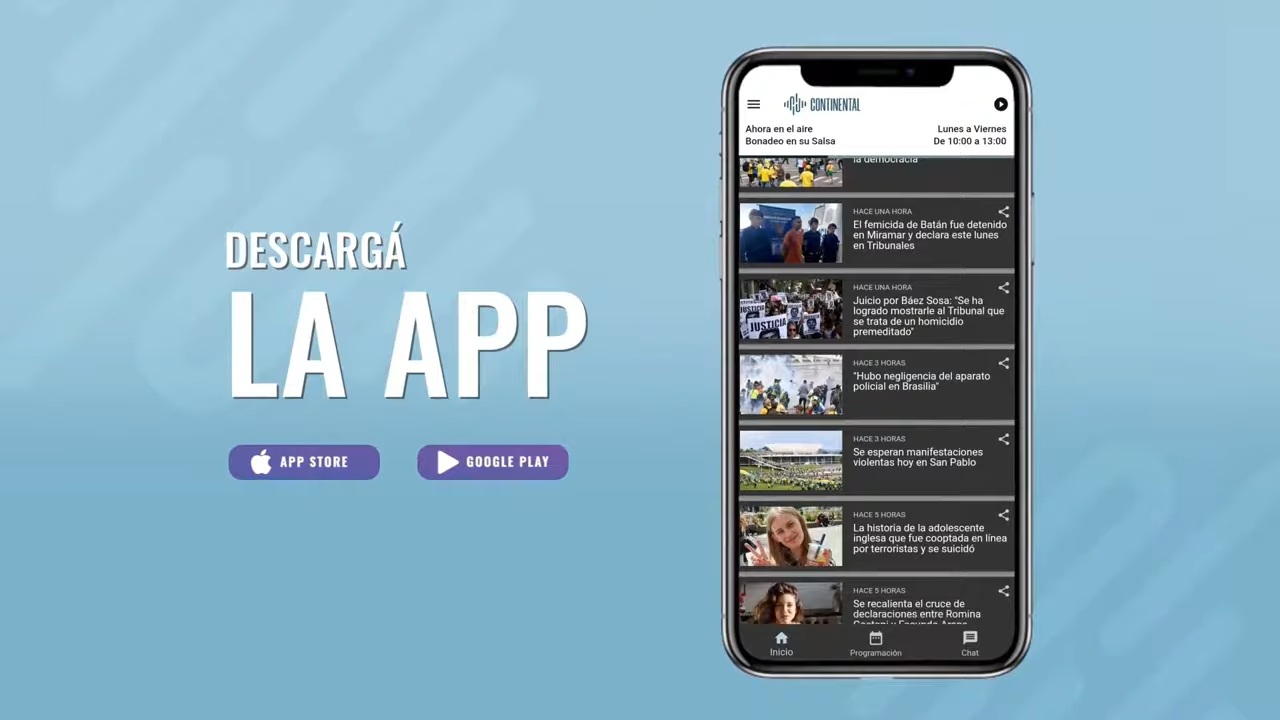 DESCARGÁ
LA APP
APP STORE
GOOGLE PLAY
CONTINENTAL
Ahora en el aire
Bonadeo en su Salsa
Lunes a Viernes
De 10:00 a 13:00
la democracia
HACE UNA HORA
El femicida de Batán fue detenido
en Miramar y declara este lunes
en Tribunales
HACE UNA HORA
Juicio por Báez Sosa: "Se ha
logrado mostrarle al Tribunal que
se trata de un homicidio
premeditado"
JUSTICIA
HACE 3 HORAS
"Hubo negligencia del aparato
policial en Brasilia"
HACE 3 HORAS
Se esperan manifestaciones
violentas hoy en San Pablo
HACE 5 HORAS
La historia de la adolescente
inglesa que fue cooptada en línea
por terroristas y se suicidó
HACE 5 HORAS
Se recalienta el cruce de
declaraciones entre Romina
Inicio
Programación
Chat